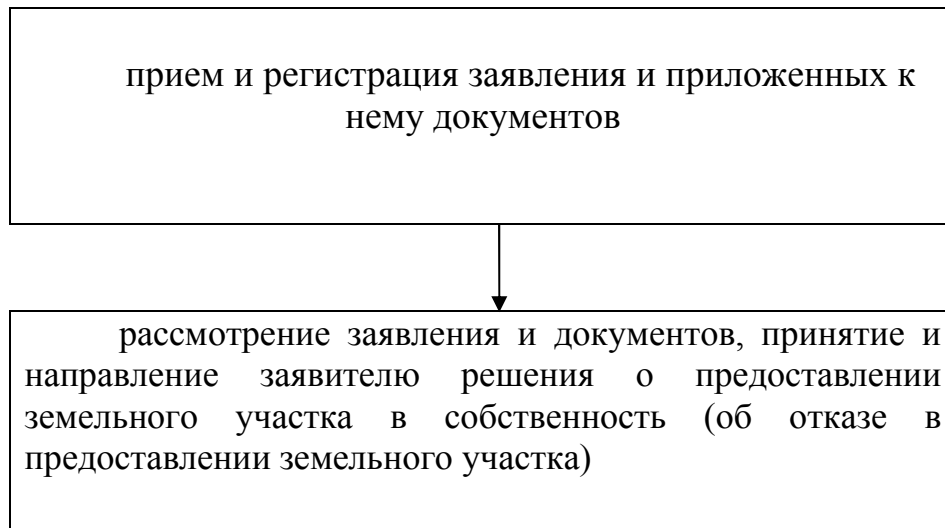 прием и регистрация заявления и приложенных к
нему документов
рассмотрение заявления и документов, принятие и
направление заявителю решения о предоставлении
земельного участка в собственность (об отказе в
предоставлении земельного участка)